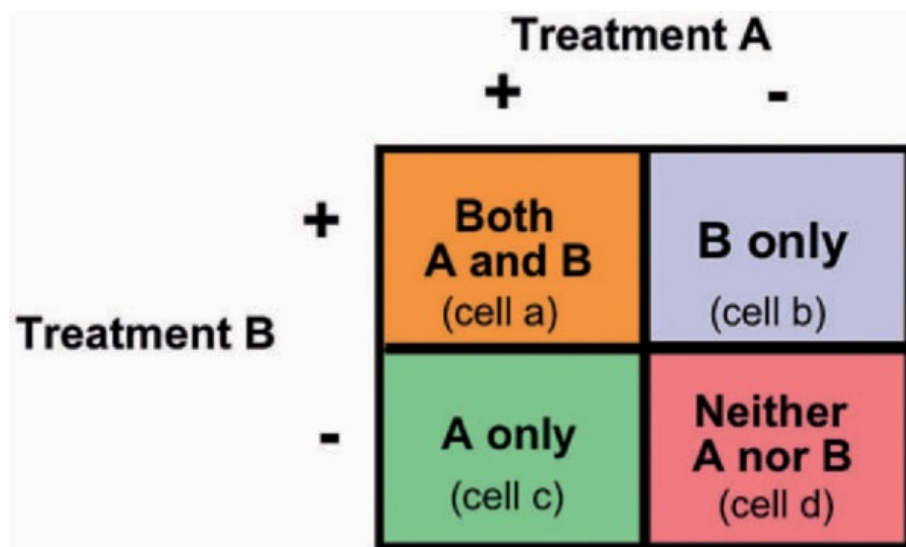 Treatment A
+ -
+
Both
A and B
(cell a)
B only
(cell b)
Treatment B
-
A only
(cell c)
Neither
A nor B
(cell d)